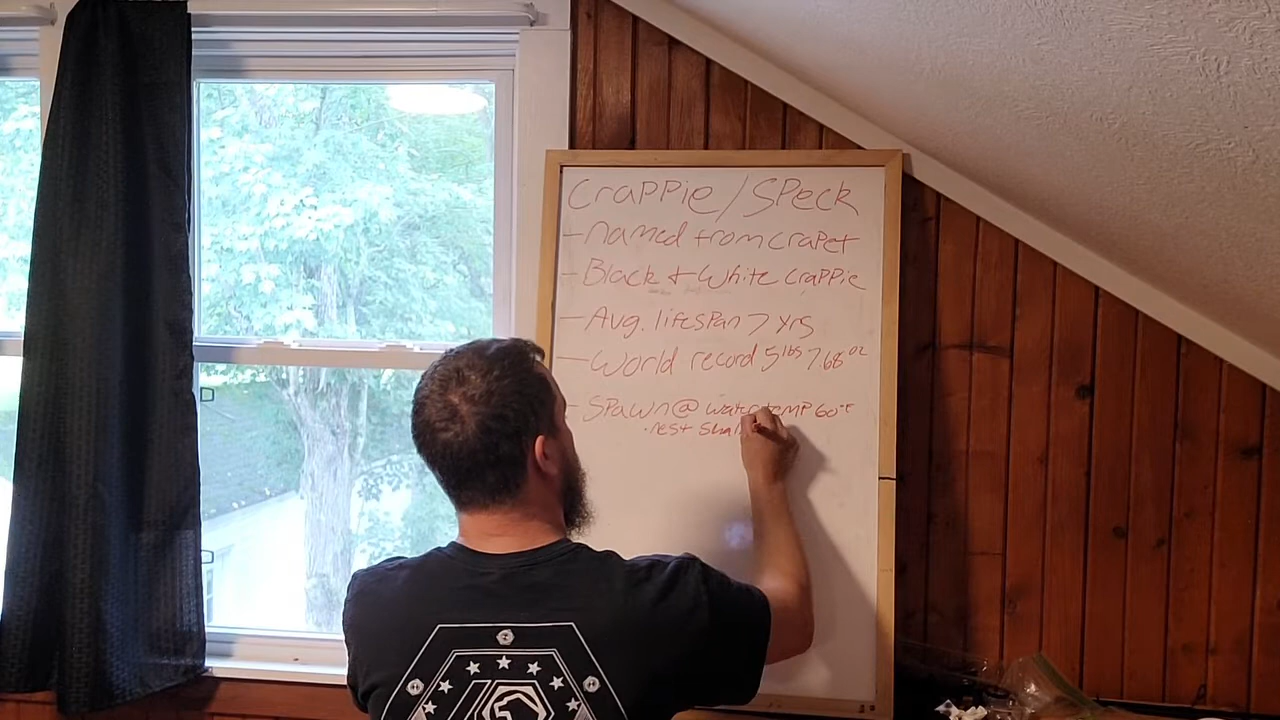 Crappie/Speck
- Named from crapet
- Black & White crappie
- Avg. lifespan 7 yrs
- World record 5lbs 7.68oz
- Spawn @ water temp 60°F